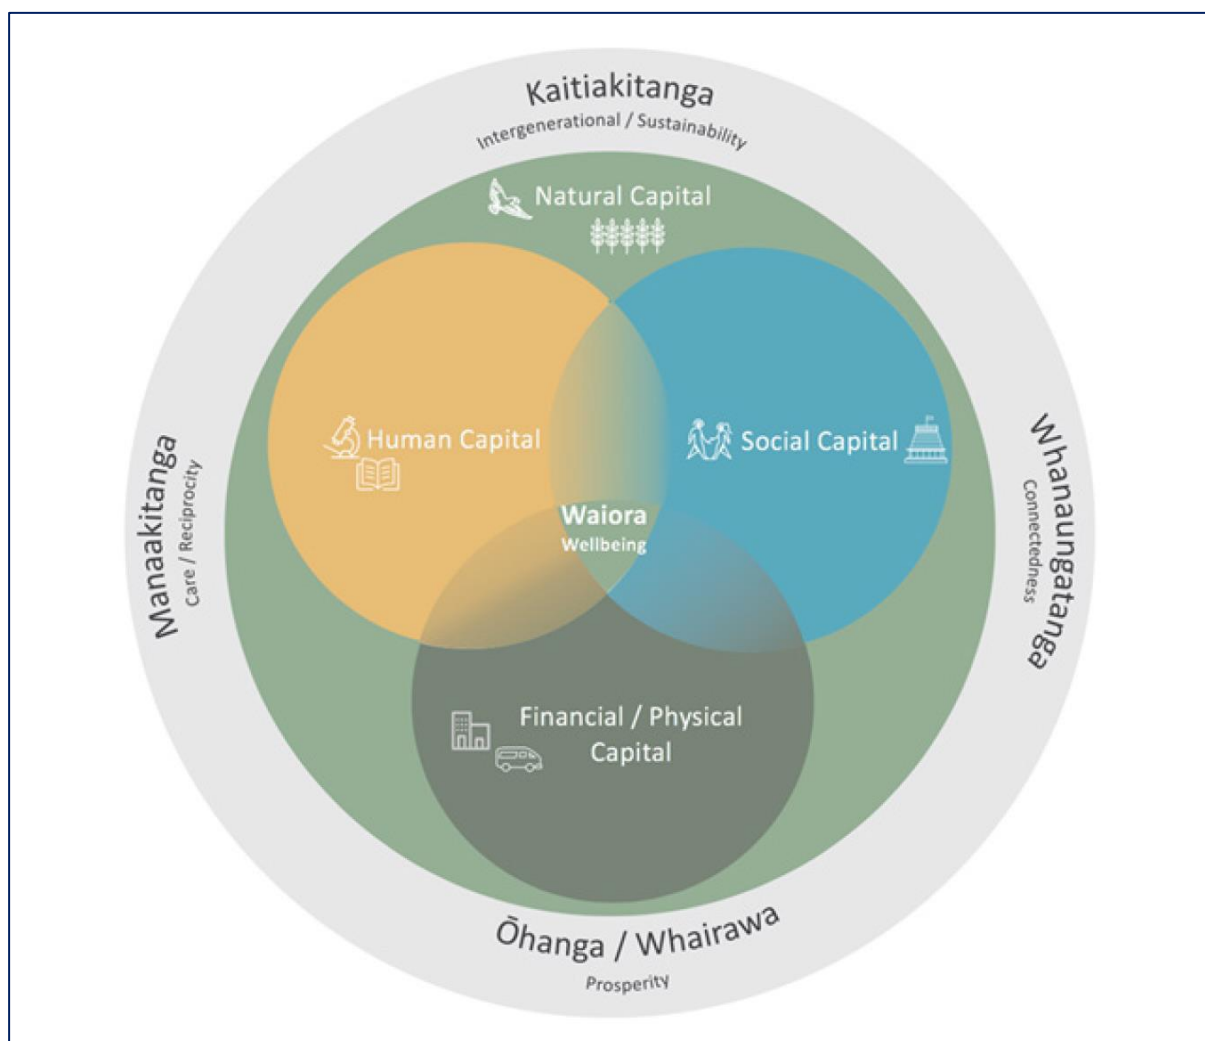 Kaitiakitanga
Intergenerational / Sustainability
Natural Capital
Human Capital
Social Capital
Manaakitanga
Care / Reciprocity
Whanaungatanga
Connectedness
Waiora
Wellbeing
Financial / Physical
Capital
Ōhanga / Whairawa
Prosperity